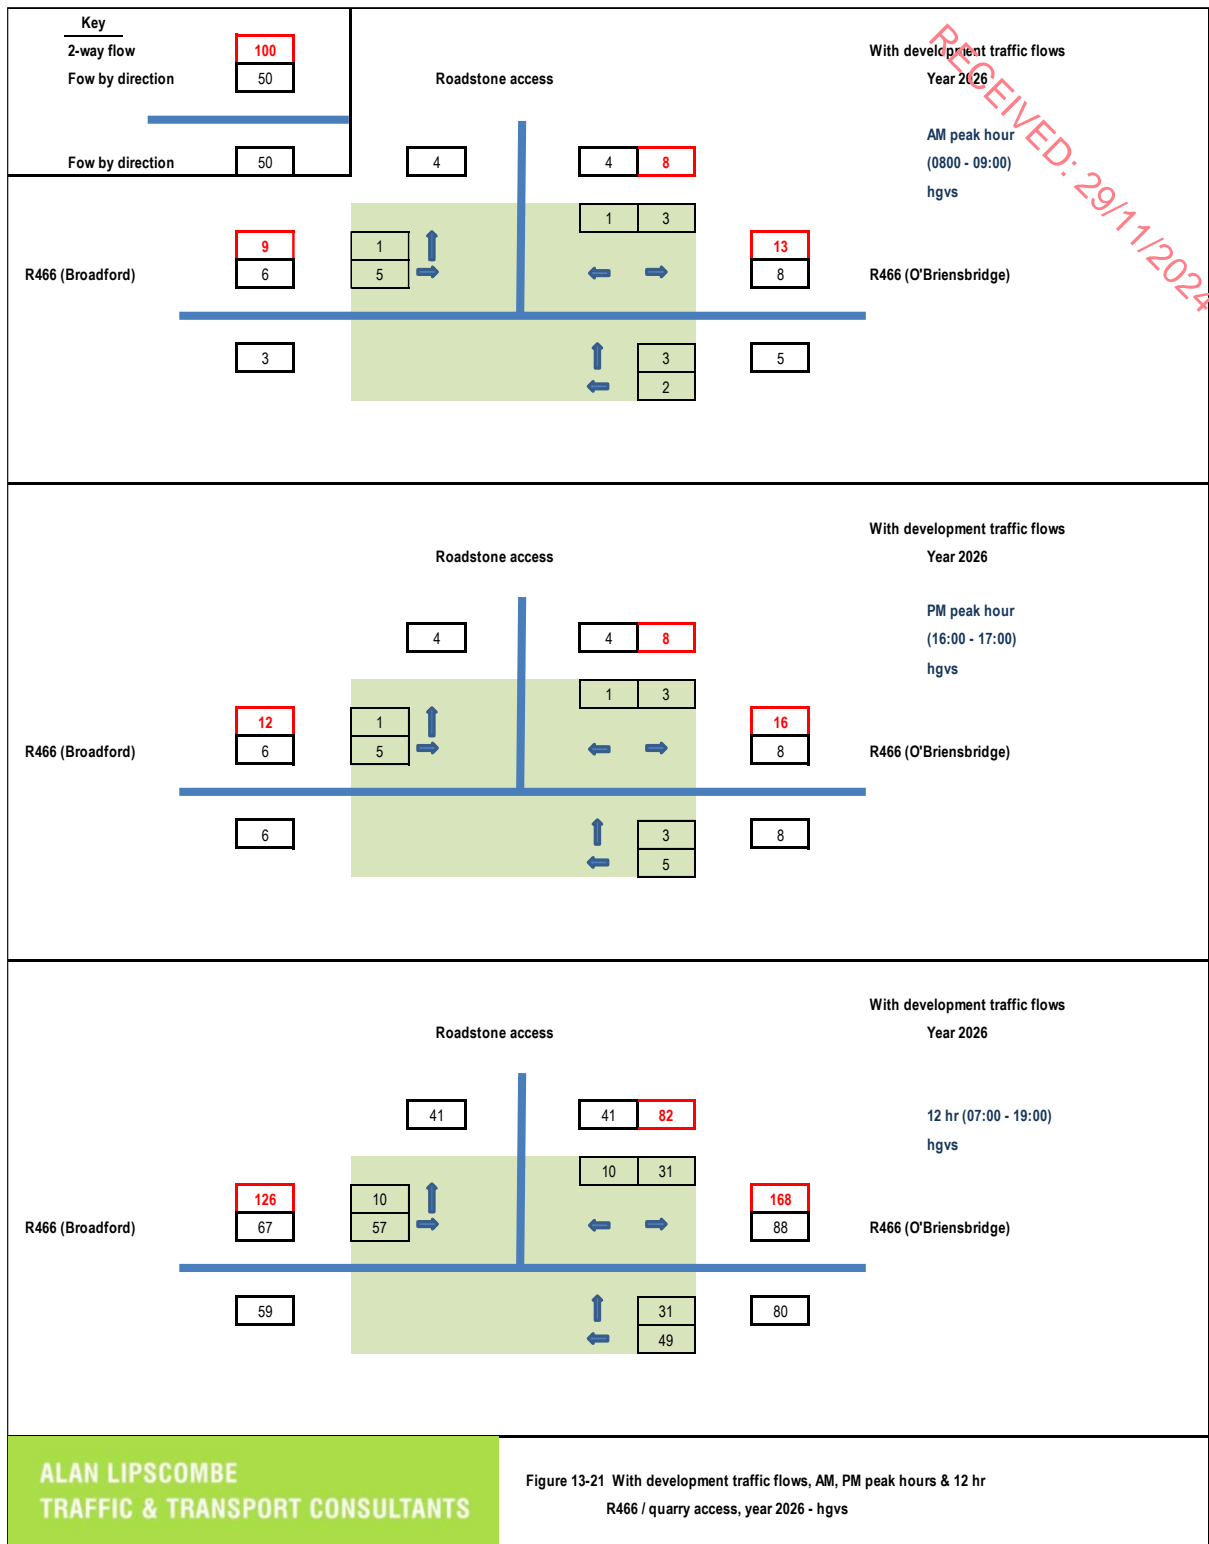 Key
2-way flow 100
Fow by direction 50
Fow by direction 50
Roadstone access
With development traffic flows
Year 2026
AM peak hour
(0800 - 09:00)
hgvs
RECEIVED: 29/11/2024
4 4 8
1 3
9 1 13
R466 (Broadford) 6 5 8 R466 (O'Briensbridge)
3 3 5
2
With development traffic flows
Roadstone access Year 2026
PM peak hour
4 4 8 (16:00 - 17:00)
hgvs
1 3
12 1 16
R466 (Broadford) 6 5 8 R466 (O'Briensbridge)
6 3 8
5
With development traffic flows
Roadstone access Year 2026
41 41 82 12 hr (07:00 - 19:00)
hgvs
10 31
126 10 168
R466 (Broadford) 67 57 88 R466 (O'Briensbridge)
59 31 80
49
ALAN LIPSCOMBE
TRAFFIC & TRANSPORT CONSULTANTS
Figure 13-21 With development traffic flows, AM, PM peak hours & 12 hr
R466 / quarry access, year 2026 - hgvs